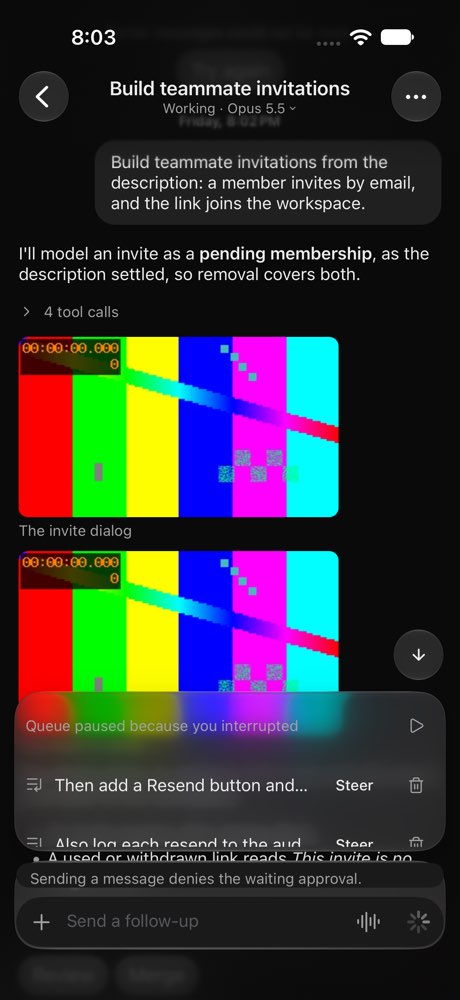 8:03
Build teammate invitations
Working · Opus 5.5
Friday, 8:02 PM
Build teammate invitations from the
description: a member invites by email,
and the link joins the workspace.
I'll model an invite as a pending membership, as the
description settled, so removal covers both.
4 tool calls
00:00:00.000
0
The invite dialog
00:00:00.000
0
Queue paused because you interrupted
Then add a Resend button and...
Steer
Also log each resend to the aud...
Steer
A used or withdrawn link reads This invite is no
Sending a message denies the waiting approval.
Send a follow-up
Review
Merge